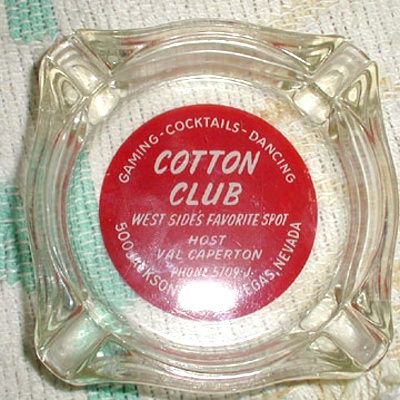 GAMING-COCKTAILS-DANCING
COTTON
CLUB
WEST SIDE'S FAVORITE SPOT
HOST
VAL CAPERTON
PHONE 5709-J
500 JACKSON VEGAS, NEVADA